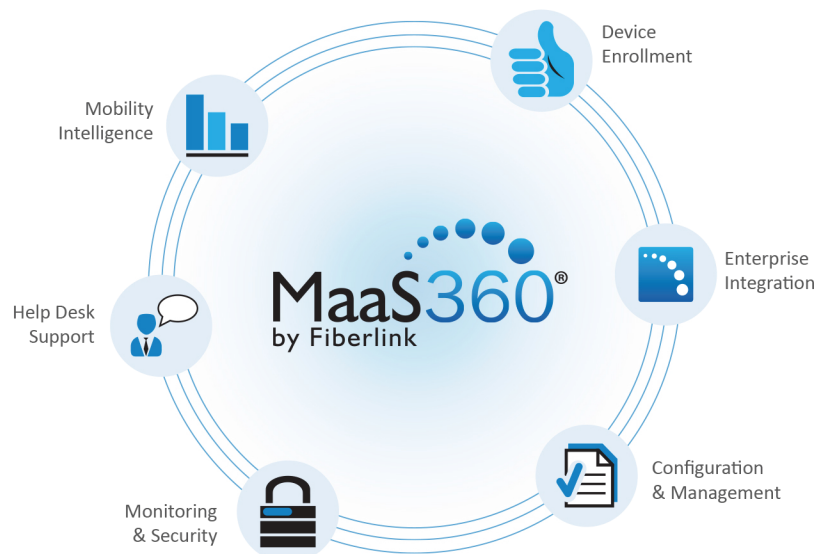 Device
Enrollment
Mobility
Intelligence
Enterprise
Integration
MaaS360®
by Fiberlink
Help Desk
Support
Configuration
& Management
Monitoring
& Security